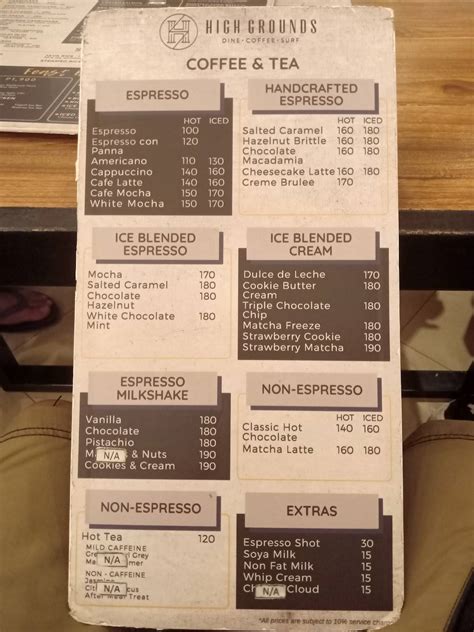 HIGH GROUNDS
DINE • COFFEE • SURF
COFFEE & TEA
ESPRESSO
HOT ICED
Espresso 100
Espresso con 120
Panna
Americano 110 130
Cappuccino 140 160
Cafe Latte 140 160
Cafe Mocha 150 170
White Mocha 150 170
HANDCRAFTED
ESPRESSO
HOT ICED
Salted Caramel 160 180
Hazelnut Brittle 160 180
Chocolate 160 180
Macadamia
Cheesecake Latte 160 180
Creme Brulee 170
ICE BLENDED
ESPRESSO
Mocha 170
Salted Caramel 180
Chocolate 180
Hazelnut
White Chocolate 180
Mint
ICE BLENDED
CREAM
Dulce de Leche 170
Cookie Butter 180
Cream
Triple Chocolate 180
Chip
Matcha Freeze 180
Strawberry Cookie 180
Strawberry Matcha 190
ESPRESSO
MILKSHAKE
Vanilla 180
Chocolate 180
Pistachio 180
N/A & Nuts 190
Cookies & Cream 190
NON-ESPRESSO
HOT ICED
Classic Hot 140 160
Chocolate
Matcha Latte 160 180
NON-ESPRESSO
Hot Tea 120
MILD CAFFEINE
Grey
N/A
NON - CAFFEINE
Jasmine
N/A
After Treat
EXTRAS
Espresso Shot 30
Soya Milk 15
Non Fat Milk 15
Whip Cream 15
N/A Cloud 15
*All prices are subject to 10% service charge